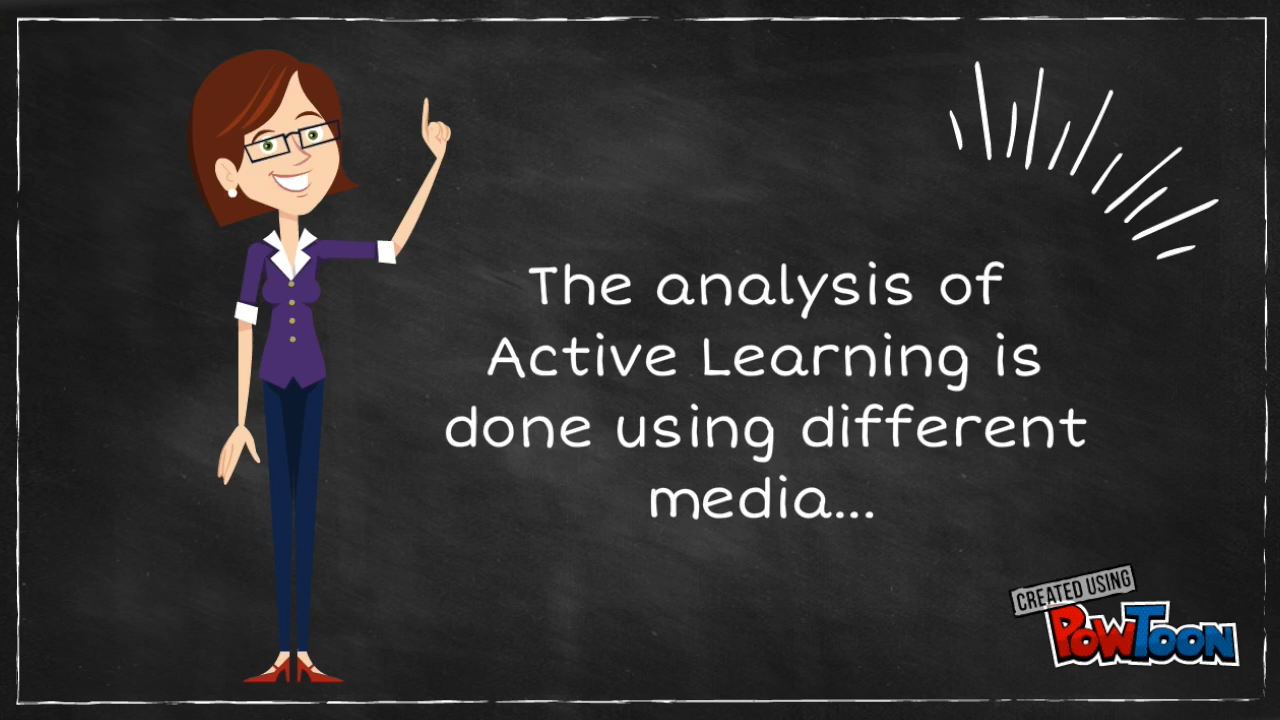 The analysis of
Active Learning is
done using different
media...
CREATED USING
POWTOON